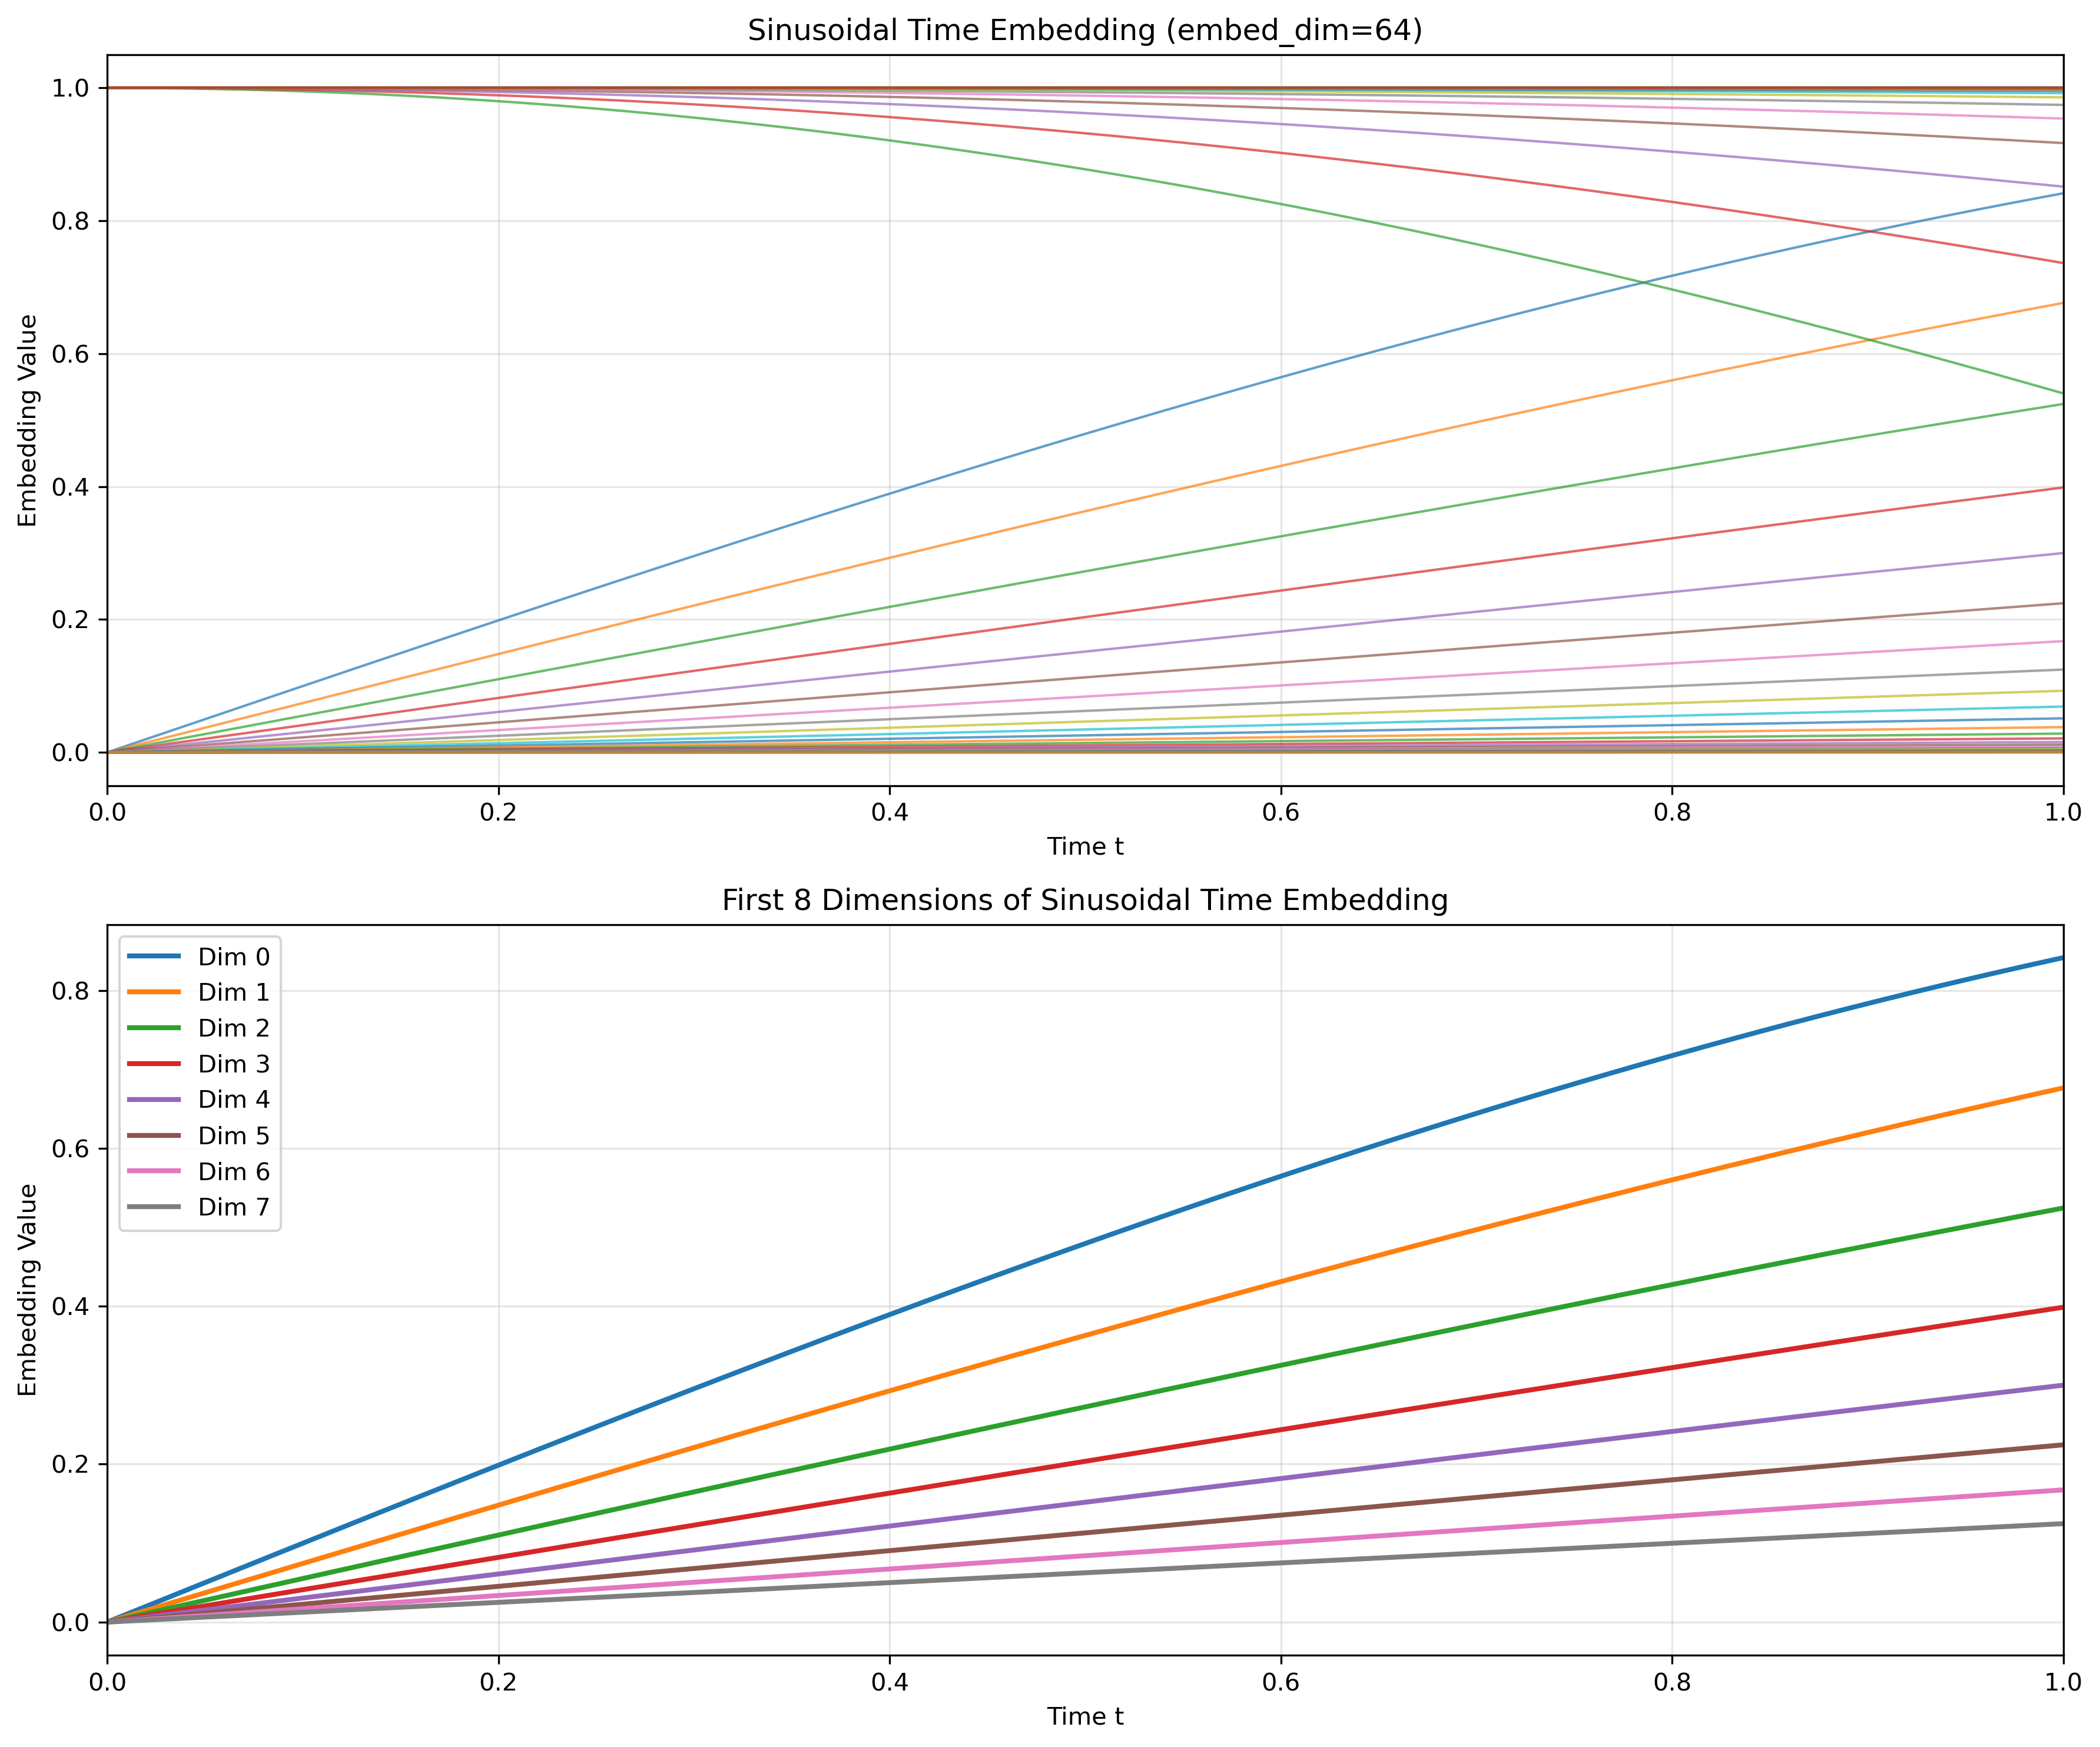 Sinusoidal Time Embedding (embed_dim=64)
1.0
0.8
0.6
0.4
0.2
0.0
Embedding Value
0.0 0.2 0.4 0.6 0.8 1.0
Time t
First 8 Dimensions of Sinusoidal Time Embedding
Dim 0
Dim 1
Dim 2
Dim 3
Dim 4
Dim 5
Dim 6
Dim 7
0.8
0.6
0.4
0.2
0.0
Embedding Value
0.0 0.2 0.4 0.6 0.8 1.0
Time t